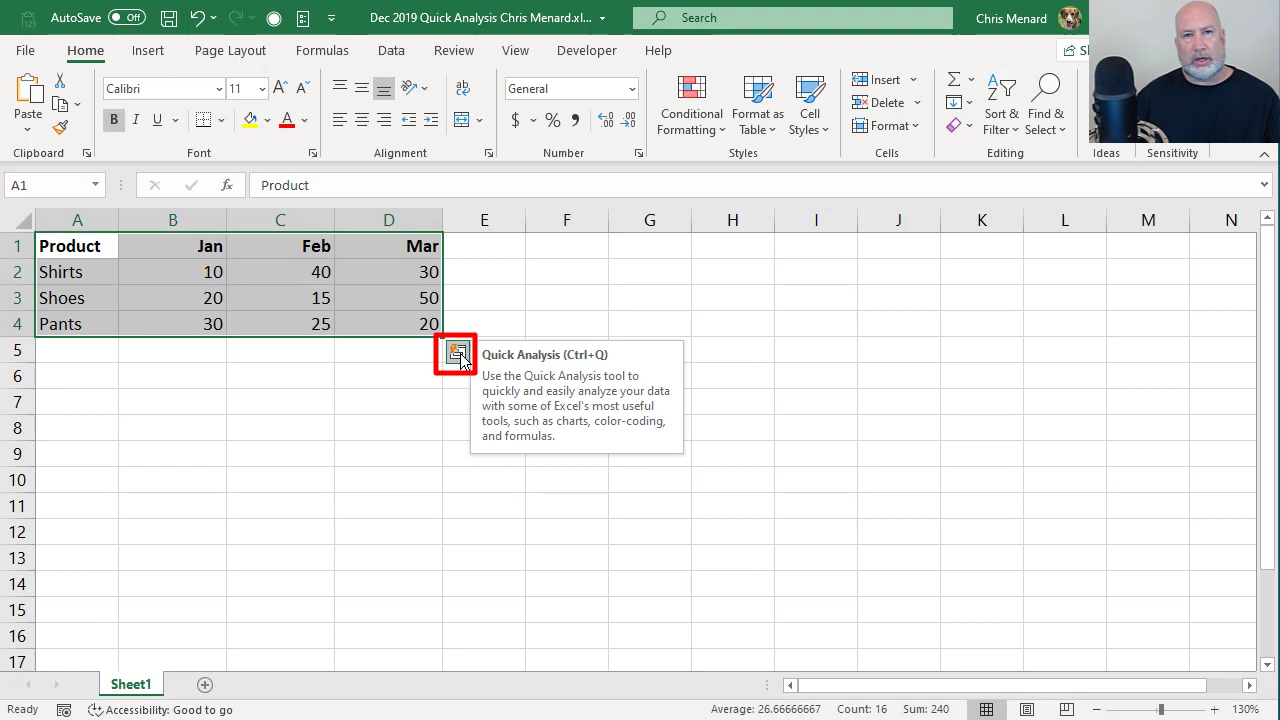 AutoSave Off Dec 2019 Quick Analysis Chris Menard.xl... Search Chris Menard
File Home Insert Page Layout Formulas Data Review View Developer Help Sh
Paste
Calibri 11
B I U
General
$ % 9
Conditional Formatting
Format as Table
Cell Styles
Insert
Delete
Format
Sort & Filter
Find & Select
Clipboard Font Alignment Number Styles Cells Editing Ideas Sensitivity
A1 fx Product
A B C D E F G H I J K L M N
1 Product Jan Feb Mar
2 Shirts 10 40 30
3 Shoes 20 15 50
4 Pants 30 25 20
5
6
7
8
9
10
11
12
13
14
15
16
17
Quick Analysis (Ctrl+Q)
Use the Quick Analysis tool to
quickly and easily analyze your data
with some of Excel's most useful
tools, such as charts, color-coding,
and formulas.
Sheet1
Ready Accessibility: Good to go Average: 26.66666667 Count: 16 Sum: 240 130%